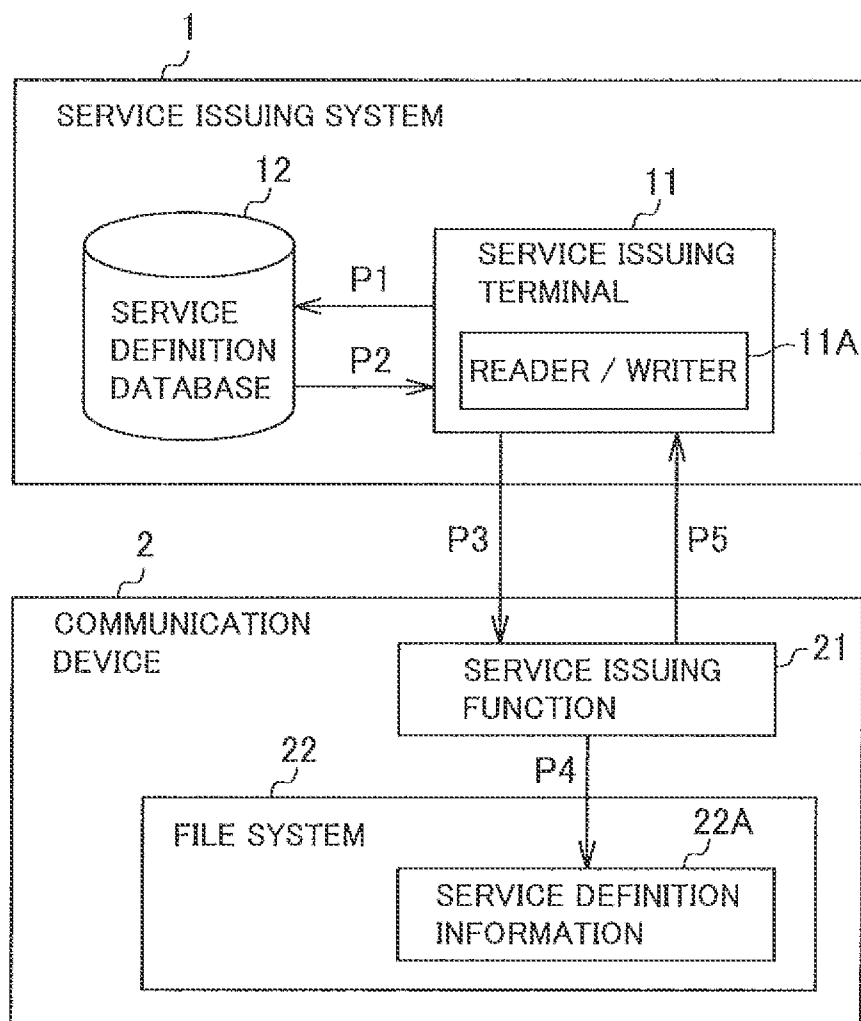 1
SERVICE ISSUING SYSTEM
12
11
SERVICE ISSUING
TERMINAL
P1
SERVICE
DEFINITION
DATABASE
P2
11A
READER / WRITER
P3
P5
2
COMMUNICATION
DEVICE
21
SERVICE ISSUING
FUNCTION
22
P4
FILE SYSTEM
22A
SERVICE DEFINITION
INFORMATION